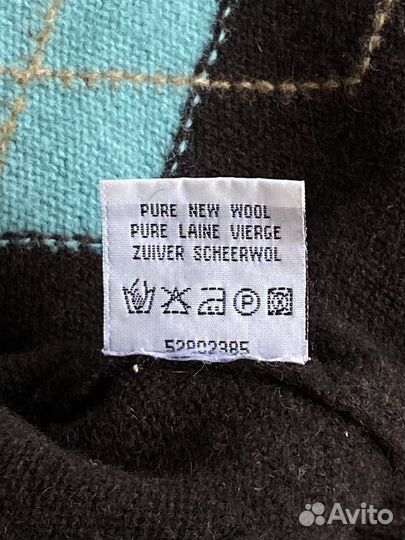 PURE NEW WOOL
PURE LAINE VIERGE
ZUIVER SCHEERWOL
P
52802385
Avito